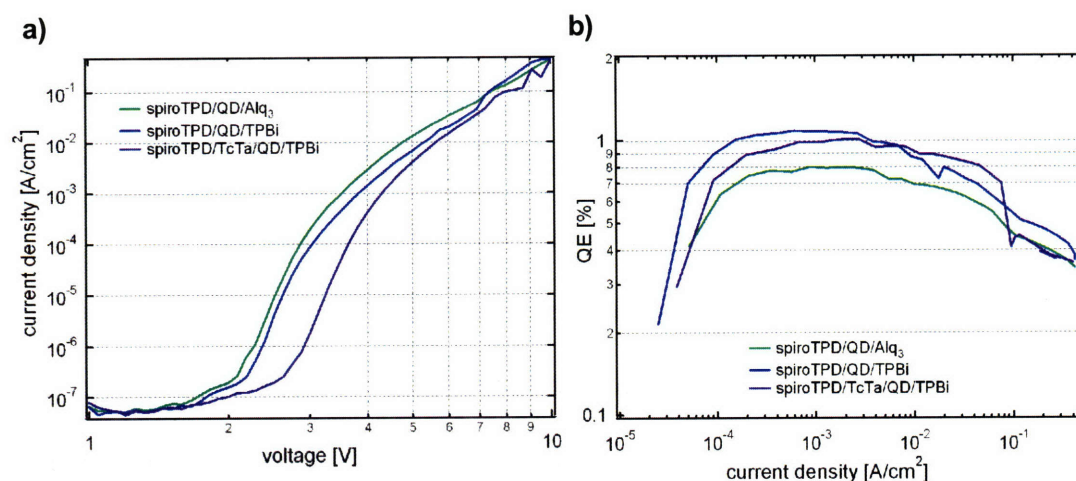 a)
current density [A/cm²]
10⁻¹
10⁻²
10⁻³
10⁻⁴
10⁻⁵
10⁻⁶
10⁻⁷
spiroTPD/QD/Alq₃
spiroTPD/QD/TPBi
spiroTPD/TcTa/QD/TPBi
1 2 3 4 5 6 7 8 9 10
voltage [V]
b)
QE [%]
2
1
9
8
7
6
5
4
3
2
0.1
spiroTPD/QD/Alq₃
spiroTPD/QD/TPBi
spiroTPD/TcTa/QD/TPBi
10⁻⁵ 10⁻⁴ 10⁻³ 10⁻² 10⁻¹
current density [A/cm²]